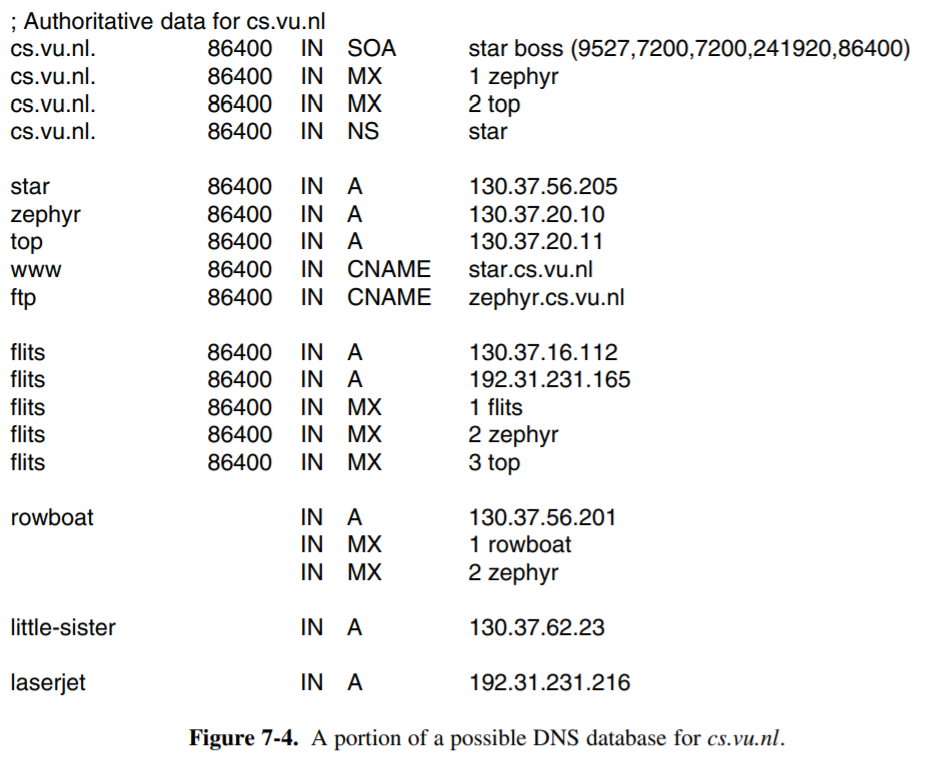 ; Authoritative data for cs.vu.nl
cs.vu.nl. 86400 IN SOA star boss (9527,7200,7200,241920,86400)
cs.vu.nl. 86400 IN MX 1 zephyr
cs.vu.nl. 86400 IN MX 2 top
cs.vu.nl. 86400 IN NS star
star 86400 IN A 130.37.56.205
zephyr 86400 IN A 130.37.20.10
top 86400 IN A 130.37.20.11
www 86400 IN CNAME star.cs.vu.nl
ftp 86400 IN CNAME zephyr.cs.vu.nl
flits 86400 IN A 130.37.16.112
flits 86400 IN A 192.31.231.165
flits 86400 IN MX 1 flits
flits 86400 IN MX 2 zephyr
flits 86400 IN MX 3 top
rowboat IN A 130.37.56.201
IN MX 1 rowboat
IN MX 2 zephyr
little-sister IN A 130.37.62.23
laserjet IN A 192.31.231.216
Figure 7-4. A portion of a possible DNS database for cs.vu.nl.